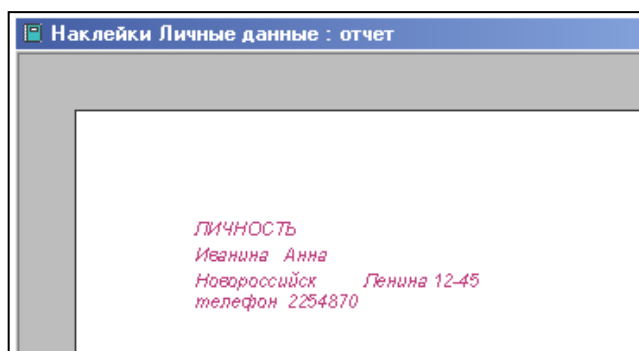 Наклейки Личные данные : отчет
ЛИЧНОСТЬ
Иванина Анна
Новороссийск Ленина 12-45
телефон 2254870